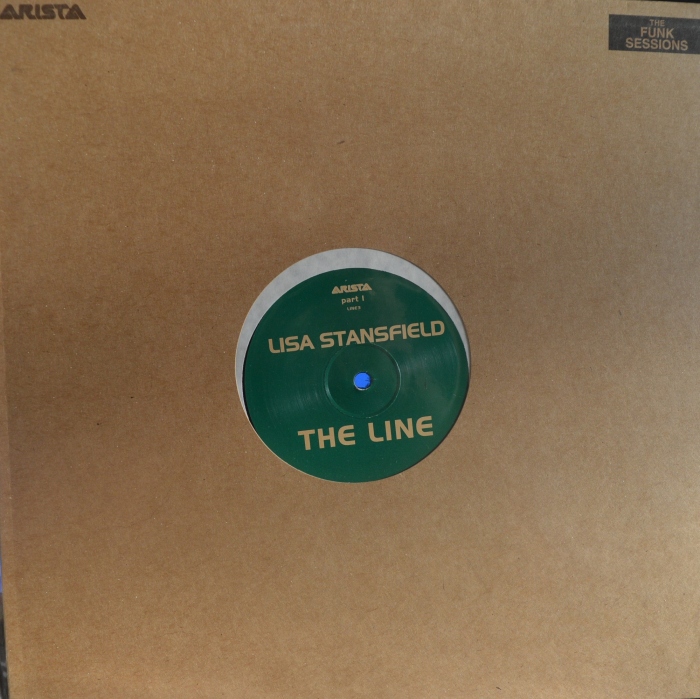 ARISTA
THE
FUNK
SESSIONS
ARISTA
part I
LISA STANSFIELD
THE LINE